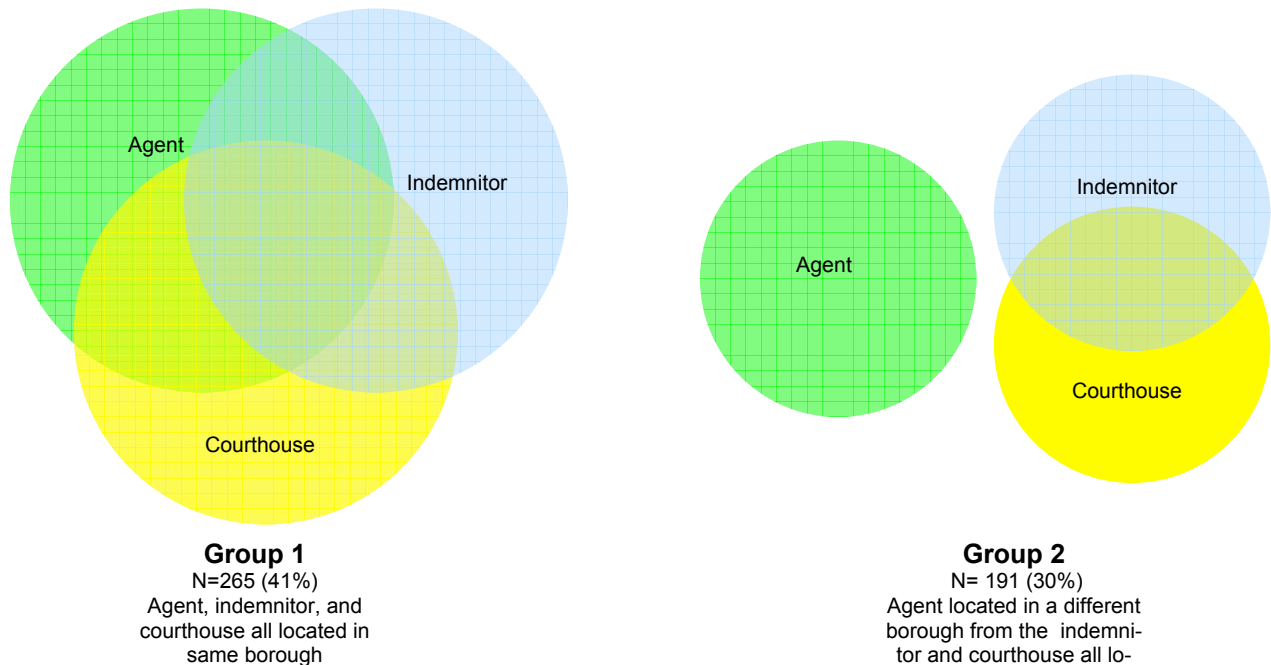 Agent
Indemnitor
Courthouse
Group 1
N=265 (41%)
Agent, indemnitor, and
courthouse all located in
same borough
Agent
Indemnitor
Courthouse
Group 2
N= 191 (30%)
Agent located in a different
borough from the  indemni-
tor and courthouse all lo-